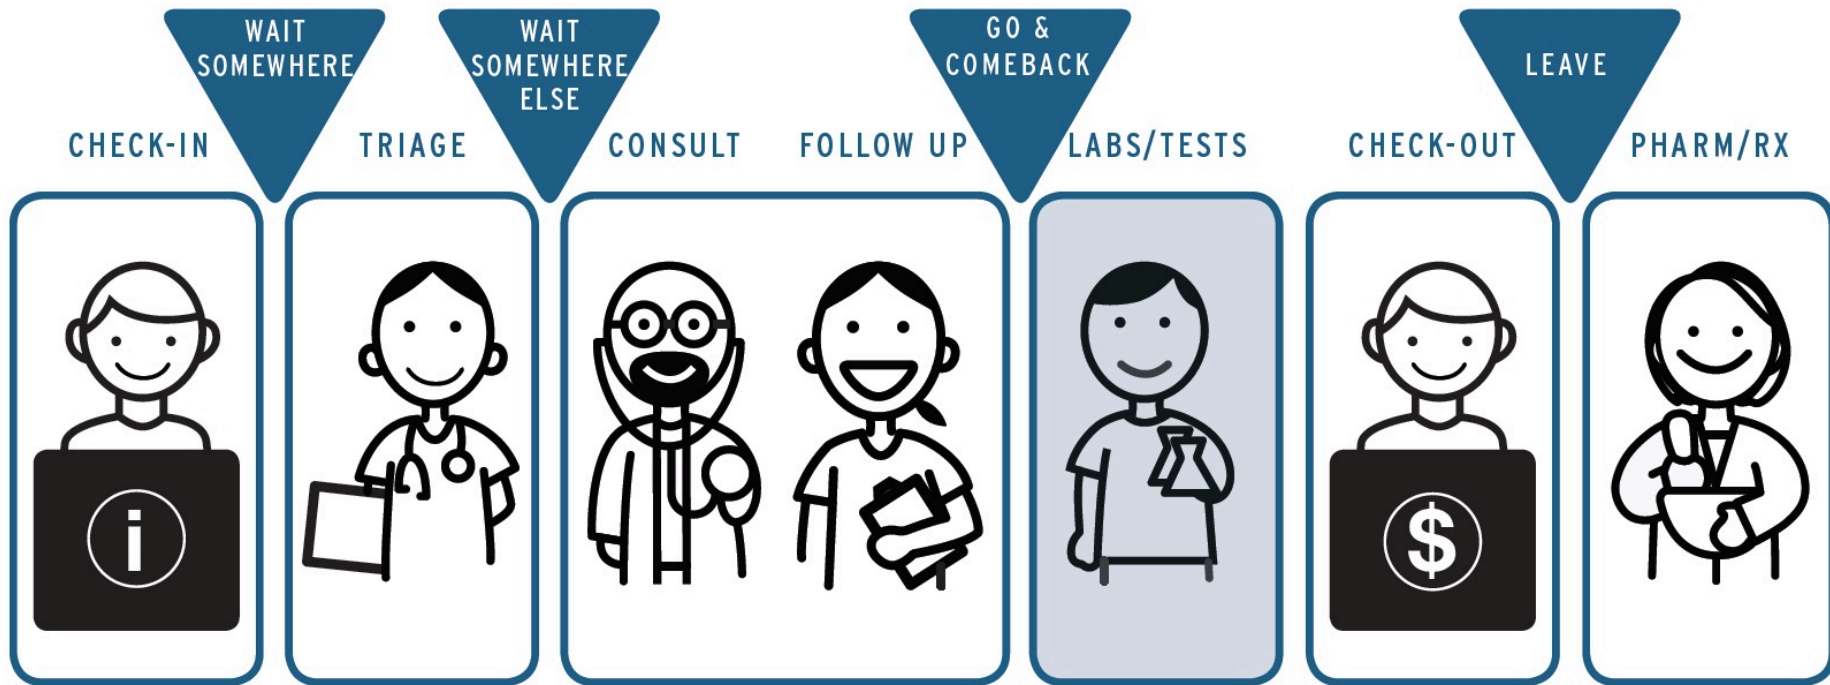 WAIT
SOMEWHERE
WAIT
SOMEWHERE
ELSE
GO &
COMEBACK
LEAVE
CHECK-IN
TRIAGE
CONSULT
FOLLOW UP
LABS/TESTS
CHECK-OUT
PHARM/RX
i
$